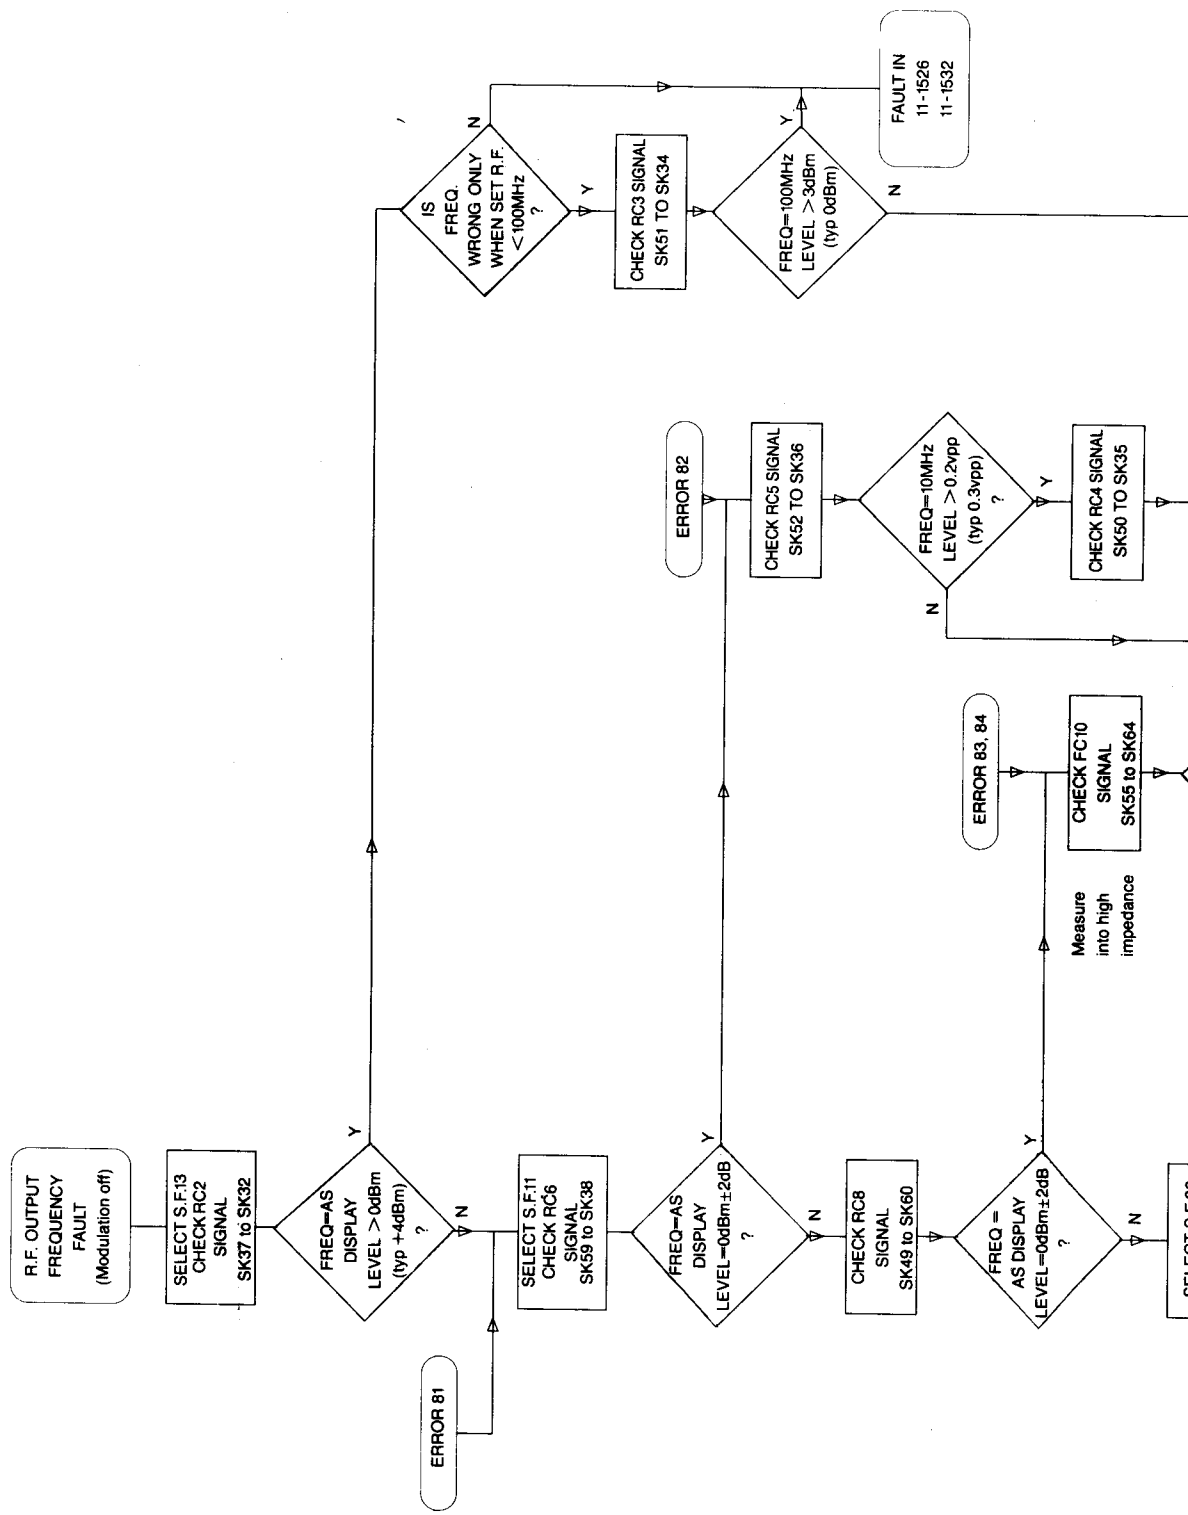 R.F. OUTPUT
FREQUENCY
FAULT
(Modulation off)
SELECT S.F.13
CHECK RC2
SIGNAL
SK37 to SK32
FREQ=AS
DISPLAY
LEVEL > 0dBm
(typ +4dBm)
?
Y
N
IS
FREQ.
WRONG ONLY
WHEN SET R.F.
<100MHz
?
N
Y
CHECK RC3 SIGNAL
SK51 TO SK34
FREQ=100MHz
LEVEL >3dBm
(typ 0dBm)
Y
N
FAULT IN
11-1526
11-1532
ERROR 81
SELECT S.F.11
CHECK RC6
SIGNAL
SK59 to SK38
FREQ=AS
DISPLAY
LEVEL=0dBm±2dB
?
Y
N
ERROR 82
CHECK RC5 SIGNAL
SK52 TO SK36
FREQ=10MHz
LEVEL >0.2vpp
(typ 0.3vpp)
?
N
Y
CHECK RC4 SIGNAL
SK50 TO SK35
CHECK RC8
SIGNAL
SK49 to SK60
FREQ =
AS DISPLAY
LEVEL=0dBm±2dB
?
Y
N
ERROR 83, 84
CHECK FC10
SIGNAL
SK55 to SK64
Measure
into high
impedance